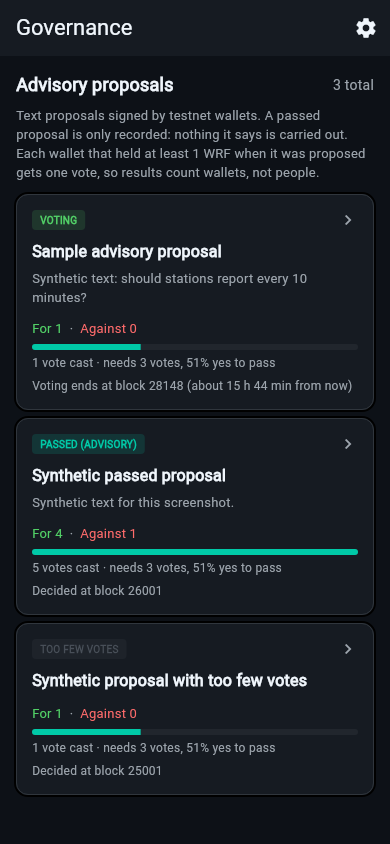 Governance
Advisory proposals
3 total
Text proposals signed by testnet wallets. A passed
proposal is only recorded: nothing it says is carried out.
Each wallet that held at least 1 WRF when it was proposed
gets one vote, so results count wallets, not people.
VOTING
Sample advisory proposal
Synthetic text: should stations report every 10
minutes?
For 1 · Against 0
1 vote cast · needs 3 votes, 51% yes to pass
Voting ends at block 28148 (about 15 h 44 min from now)
PASSED (ADVISORY)
Synthetic passed proposal
Synthetic text for this screenshot.
For 4 · Against 1
5 votes cast · needs 3 votes, 51% yes to pass
Decided at block 26001
TOO FEW VOTES
Synthetic proposal with too few votes
For 1 · Against 0
1 vote cast · needs 3 votes, 51% yes to pass
Decided at block 25001